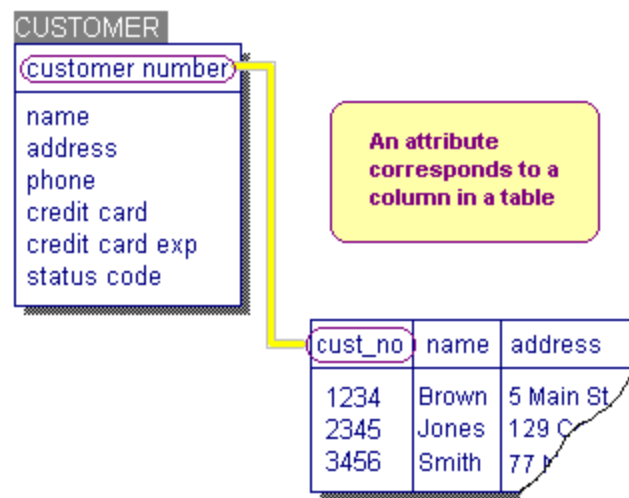 CUSTOMER
customer number
name
address
phone
credit card
credit card exp
status code
An attribute
corresponds to a
column in a table
cust_no name address
1234 Brown 5 Main St
2345 Jones 129
3456 Smith 77